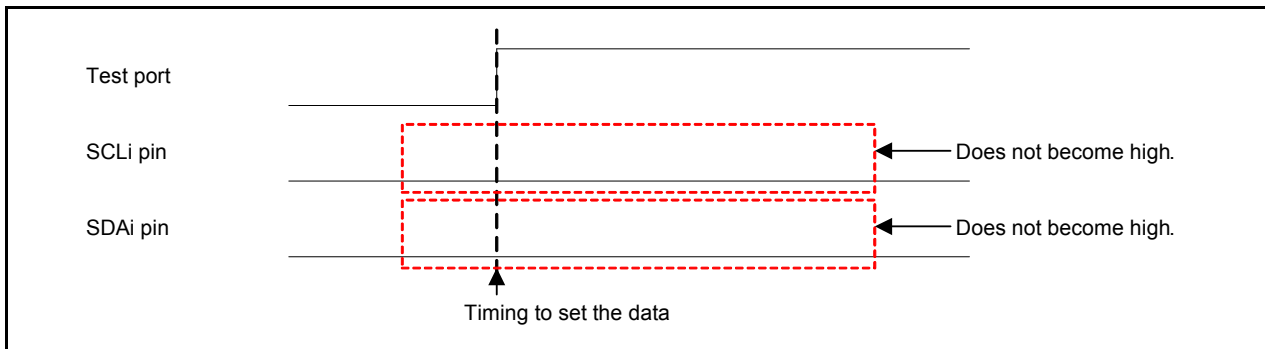 Test port
SCLi pin
Does not become high.
SDAi pin
Does not become high.
Timing to set the data